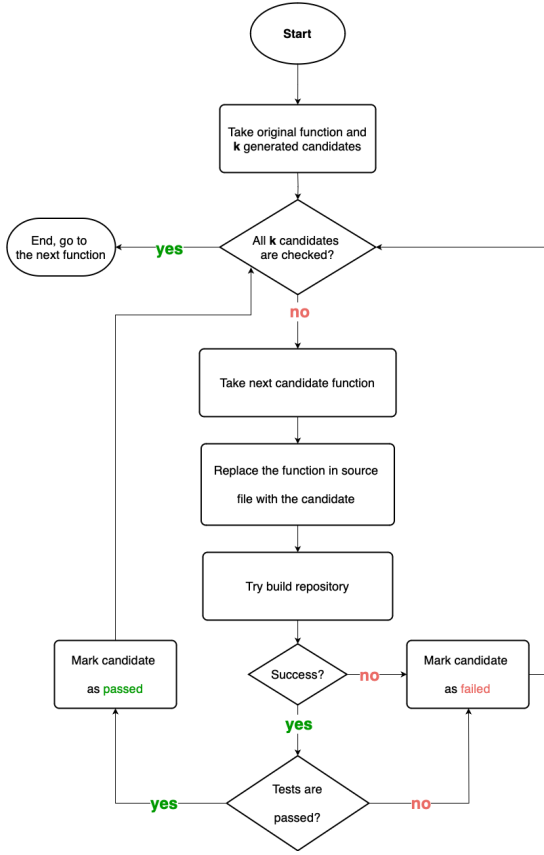 Start
Take original function and
k generated candidates
All k candidates
are checked?
yes
End, go to
the next function
no
Take next candidate function
Replace the function in source
file with the candidate
Try build repository
Success?
no
Mark candidate
as failed
Mark candidate
as passed
yes
Tests are
passed?
yes
no